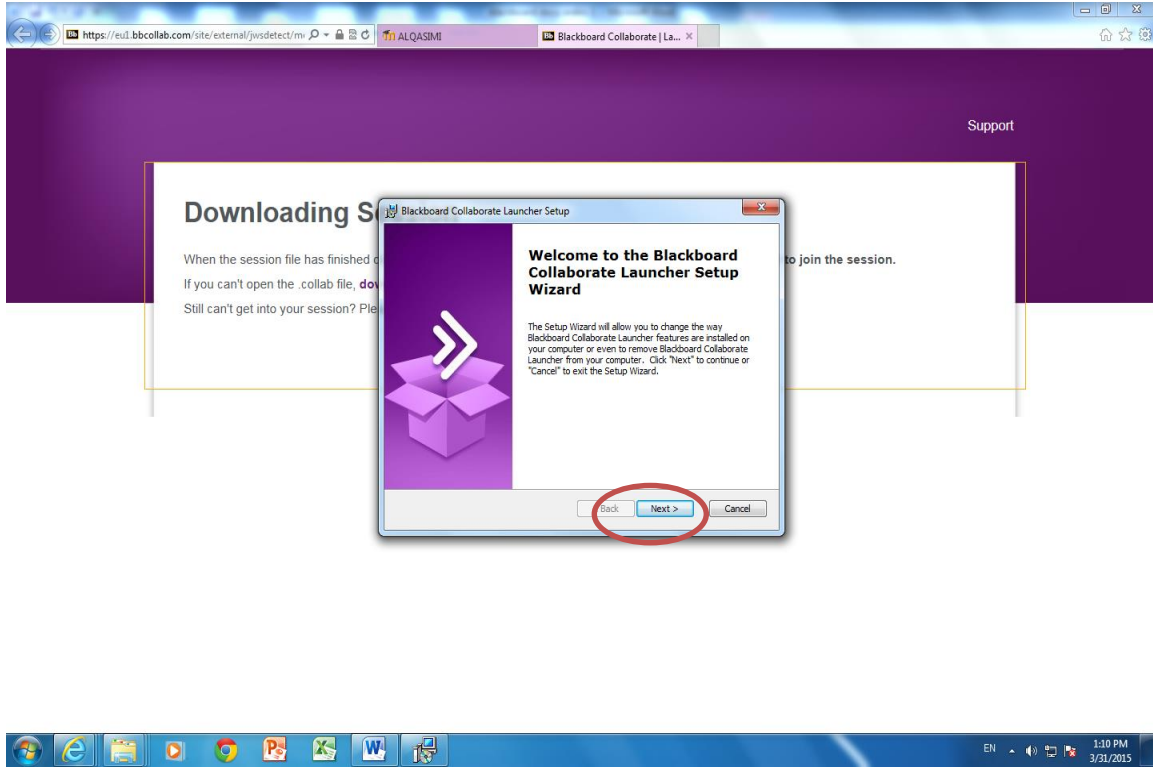 https://eu1.bbcollab.com/site/external/jwsdetect/m
ALQASIMI
Blackboard Collaborate | La...
Support
Downloading S
When the session file has finished
to join the session.
If you can't open the .collab file,
Still can't get into your session?
Blackboard Collaborate Launcher Setup
Welcome to the Blackboard
Collaborate Launcher Setup
Wizard
The Setup Wizard will allow you to change the way
Blackboard Collaborate Launcher features are installed on
your computer or even to remove Blackboard Collaborate
Launcher from your computer. Click "Next" to continue or
"Cancel" to exit the Setup Wizard.
Back Next > Cancel
EN
1:10 PM
3/31/2015